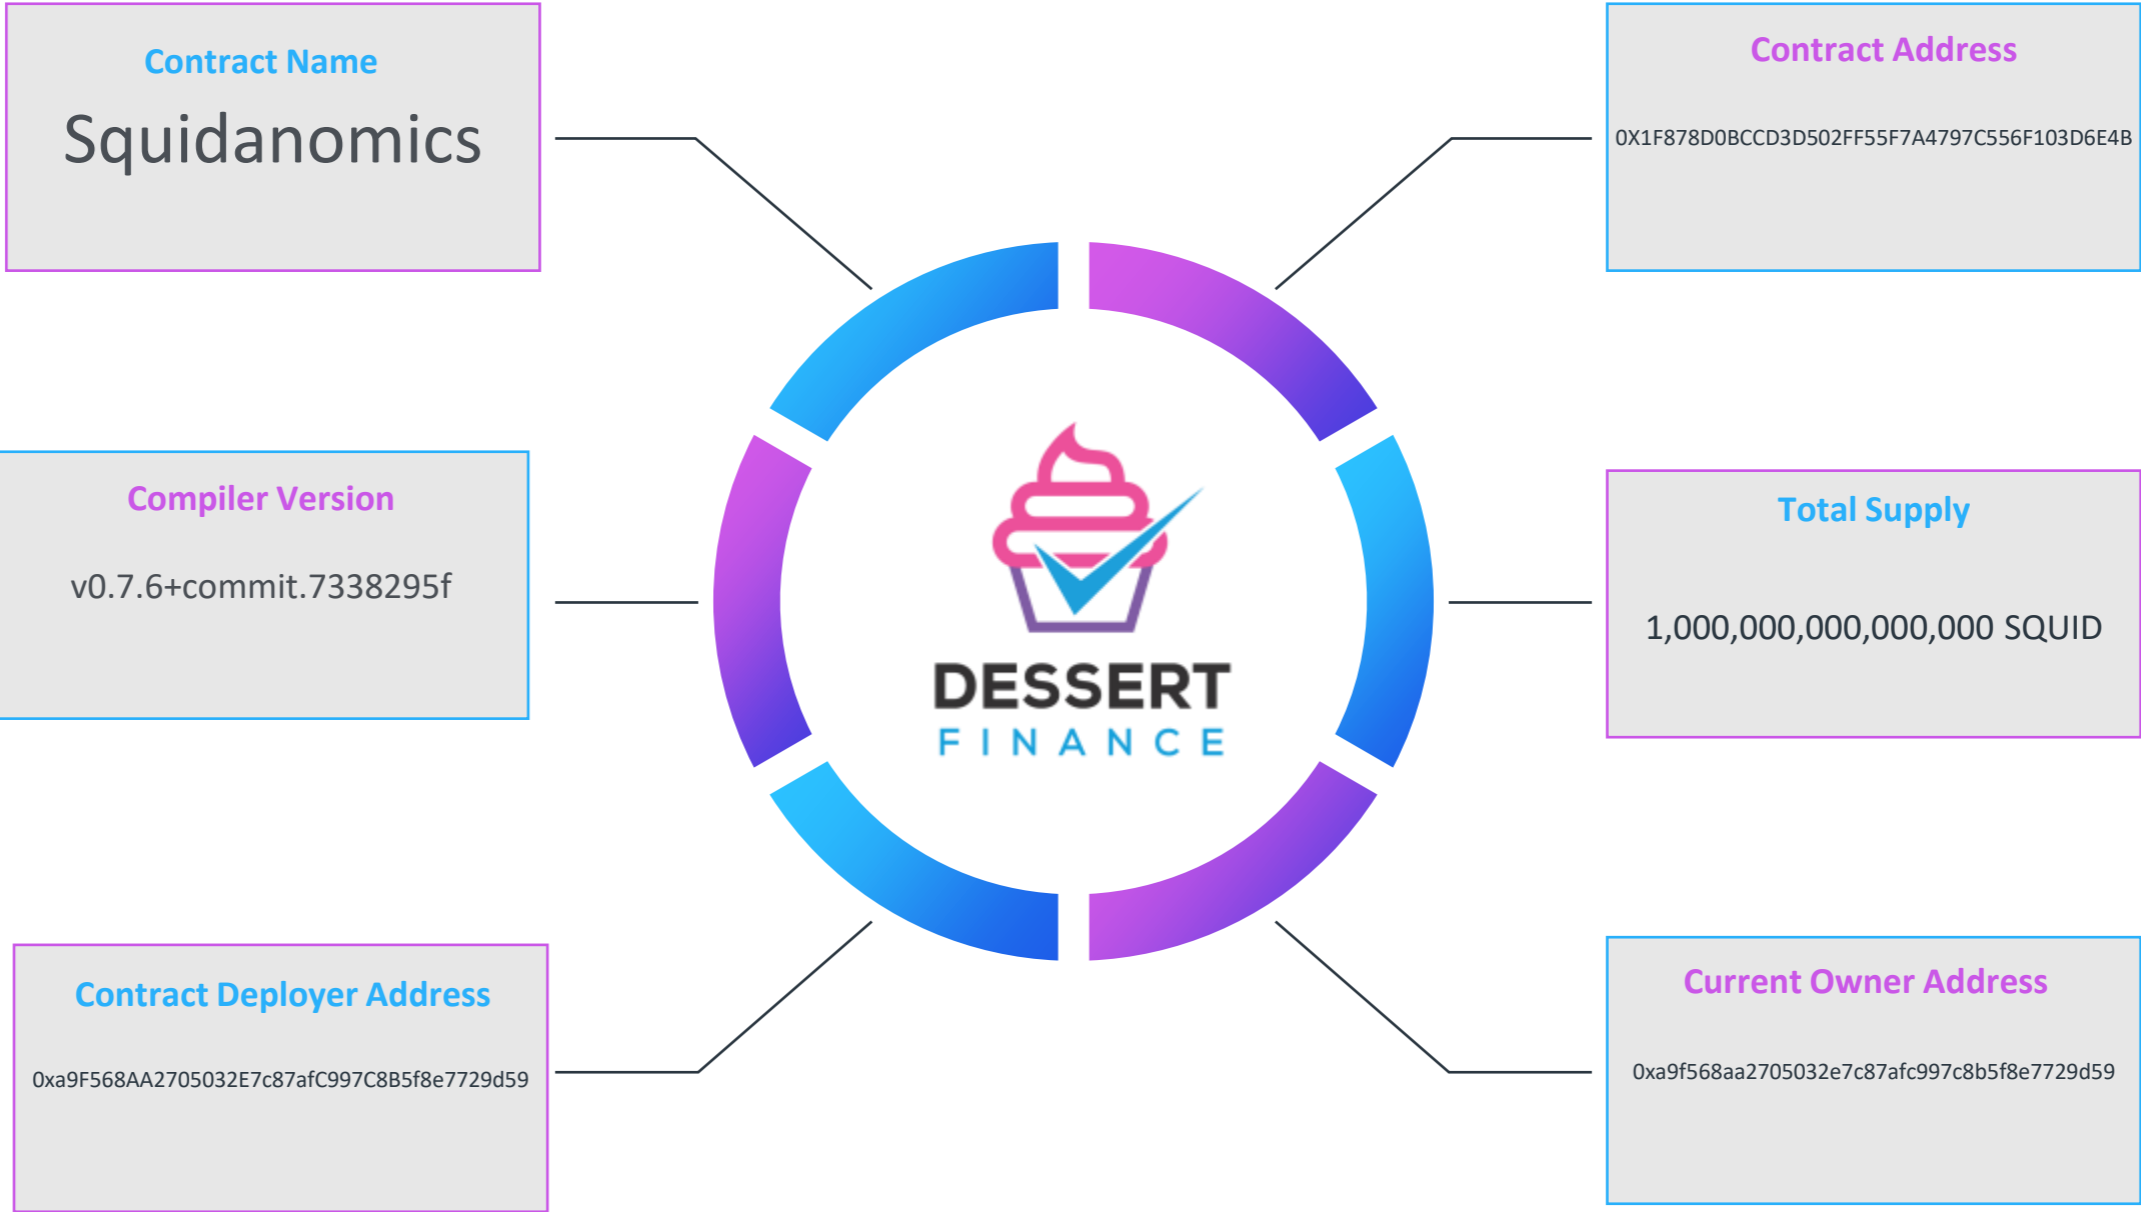 Contract Name
Squidanomics
Contract Address
0X1F878D0BCCD3D502FF55F7A4797C556F103D6E4B
Compiler Version
v0.7.6+commit.7338295f
DESSERT
FINANCE
Total Supply
1,000,000,000,000,000 SQUID
Contract Deployer Address
0xa9F568AA2705032E7c87afC997C8B5f8e7729d59
Current Owner Address
0xa9f568aa2705032e7c87afc997c8b5f8e7729d59